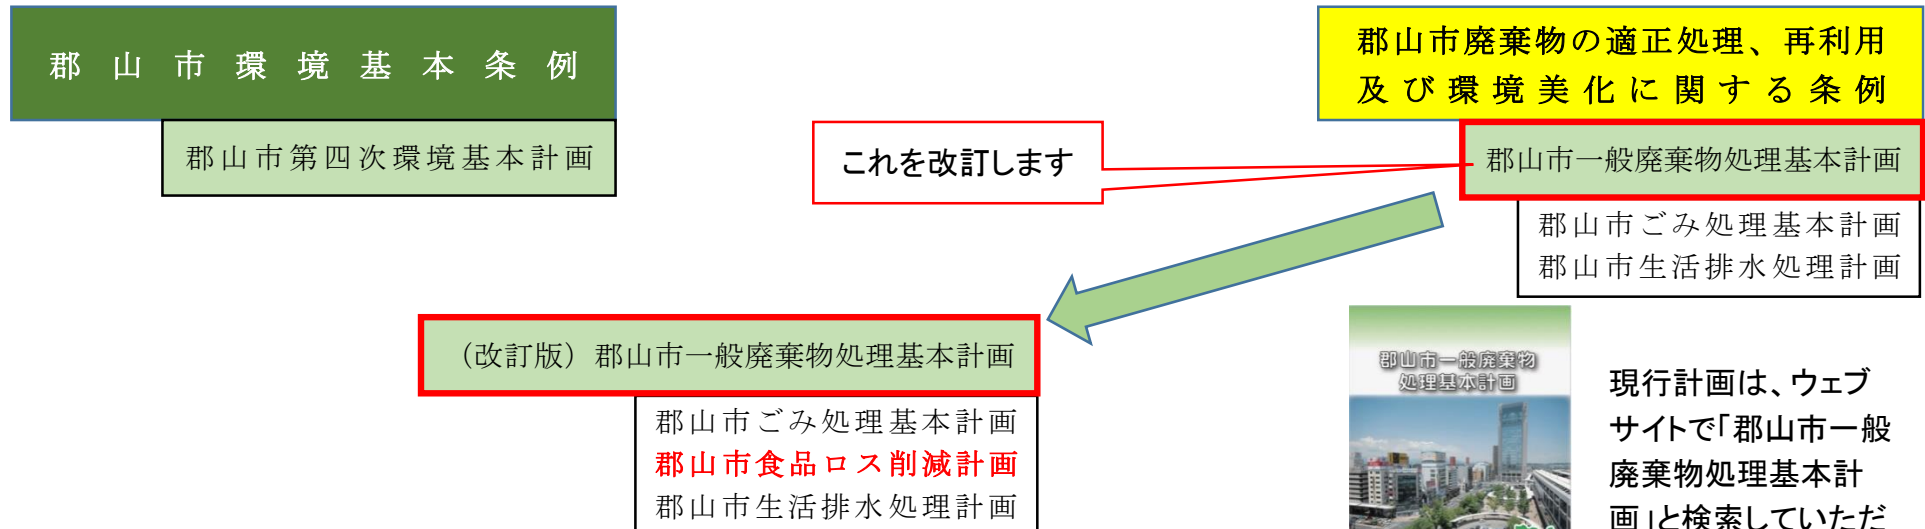 郡山市環境基本条例
郡山市第四次環境基本計画
これを改訂します
郡山市廃棄物の適正処理、再利用
及び環境美化に関する条例
郡山市一般廃棄物処理基本計画
郡山市ごみ処理基本計画
郡山市生活排水処理計画
（改訂版）郡山市一般廃棄物処理基本計画
郡山市ごみ処理基本計画
郡山市食品ロス削減計画
郡山市生活排水処理計画
郡山市一般廃棄物
処理基本計画
現行計画は、ウェブ
サイトで「郡山市一般
廃棄物処理基本計
画」と検索していただ